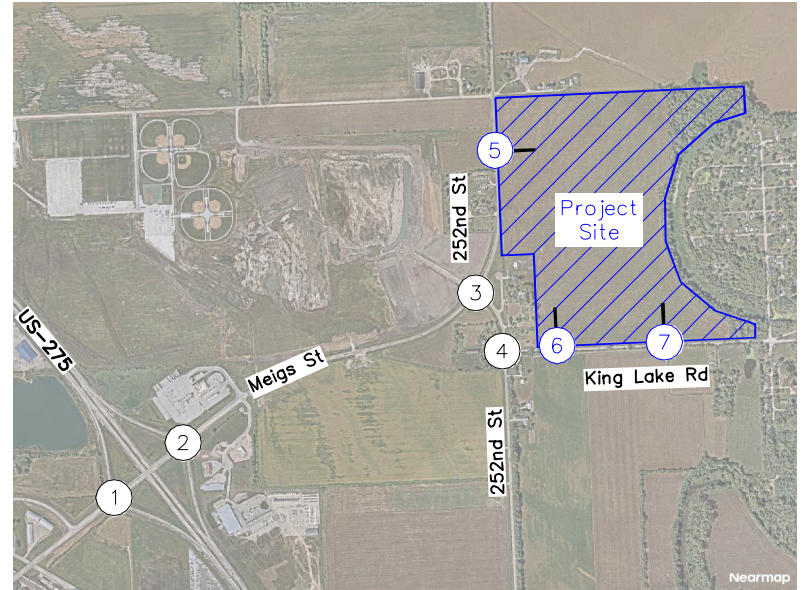 5
252nd St
Project
Site
3
US-275
4
6
7
Meigs St
King Lake Rd
2
252nd St
1
Nearmap